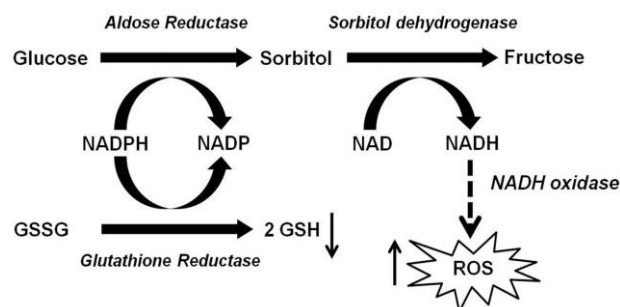 Aldose Reductase Sorbitol dehydrogenase
Glucose Sorbitol Fructose
NADPH NADP NAD NADH
NADH oxidase
GSSG 2 GSH
Glutathione Reductase
ROS